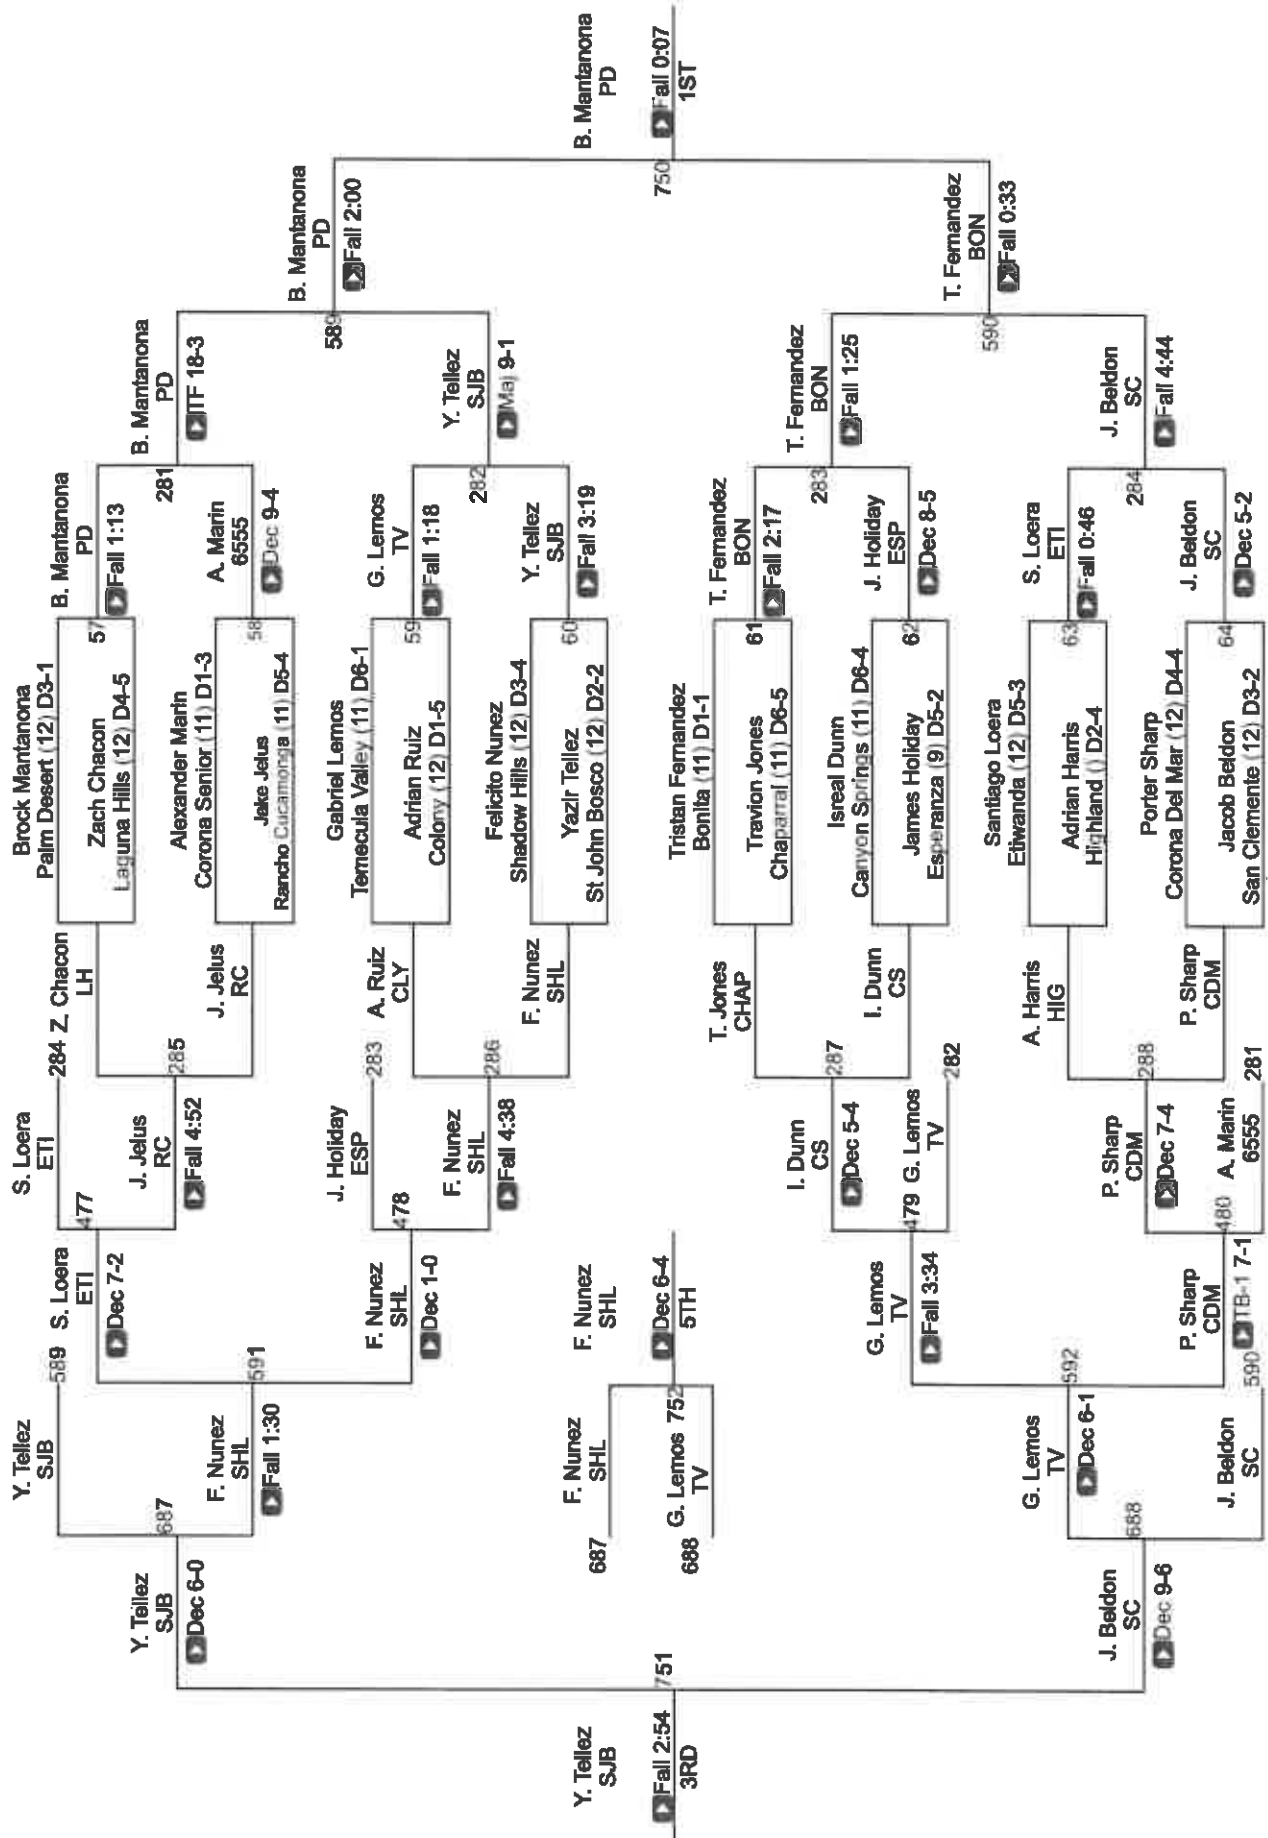 Brock Mantanona
Palm Desert (12) D3-1
57
Zach Chacon
Laguna Hills (12) D4-5
Alexander Marin
Corona Senior (11) D1-3
58
Jake Jelus
Rancho Cucamonga (11) D5-4
Gabriel Lemos
Temecula Valley (11) D6-1
59
Adrian Ruiz
Colony (12) D1-5
Felicito Nunez
Shadow Hills (12) D3-4
60
Yazir Tellez
St John Bosco (12) D2-2
Tristan Fernandez
Bonita (11) D1-1
61
Travion Jones
Chaparral (11) D6-5
Isreal Dunn
Canyon Springs (11) D6-4
62
James Holiday
Esperanza (9) D5-2
Santiago Loera
Etiwanda (12) D5-3
63
Adrian Harris
Highland () D2-4
Porter Sharp
Corona Del Mar (12) D4-4
64
Jacob Beldon
San Clemente (12) D3-2
B. Mantanona
PD
Fall 1:13
281
A. Marin
6555
Dec 9-4
G. Lemos
TV
Fall 1:18
282
Y. Tellez
SJB
Fall 3:19
T. Fernandez
BON
Fall 2:17
283
J. Holiday
ESP
Dec 8-5
S. Loera
ETI
Fall 0:46
284
J. Beldon
SC
Dec 5-2
B. Mantanona
PD
TF 18-3
589
Y. Tellez
SJB
Maj 9-1
T. Fernandez
BON
Fall 1:25
590
J. Beldon
SC
Fall 4:44
B. Mantanona
PD
Fall 2:00
750
T. Fernandez
BON
Fall 0:33
B. Mantanona
PD
Fall 0:07
1ST
Z. Chacon
LH
285
J. Jelus
RC
A. Ruiz
CLY
286
F. Nunez
SHL
T. Jones
CHAP
287
I. Dunn
CS
A. Harris
HIG
288
P. Sharp
CDM
S. Loera
ETI
284
477
J. Jelus
RC
Fall 4:52
J. Holiday
ESP
283
478
F. Nunez
SHL
Fall 4:38
I. Dunn
CS
Dec 5-4
479
G. Lemos
TV
282
P. Sharp
CDM
Dec 7-4
480
A. Marin
6555
281
S. Loera
ETI
Dec 7-2
591
F. Nunez
SHL
Dec 1-0
G. Lemos
TV
Fall 3:34
592
P. Sharp
CDM
TB-1 7-1
Y. Tellez
SJB
589
687
F. Nunez
SHL
Fall 1:30
G. Lemos
TV
Dec 6-1
688
J. Beldon
SC
590
Y. Tellez
SJB
Dec 6-0
751
J. Beldon
SC
Dec 9-6
Y. Tellez
SJB
Fall 2:54
3RD
F. Nunez
SHL
687
752
G. Lemos
TV
688
F. Nunez
SHL
Dec 6-4
5TH